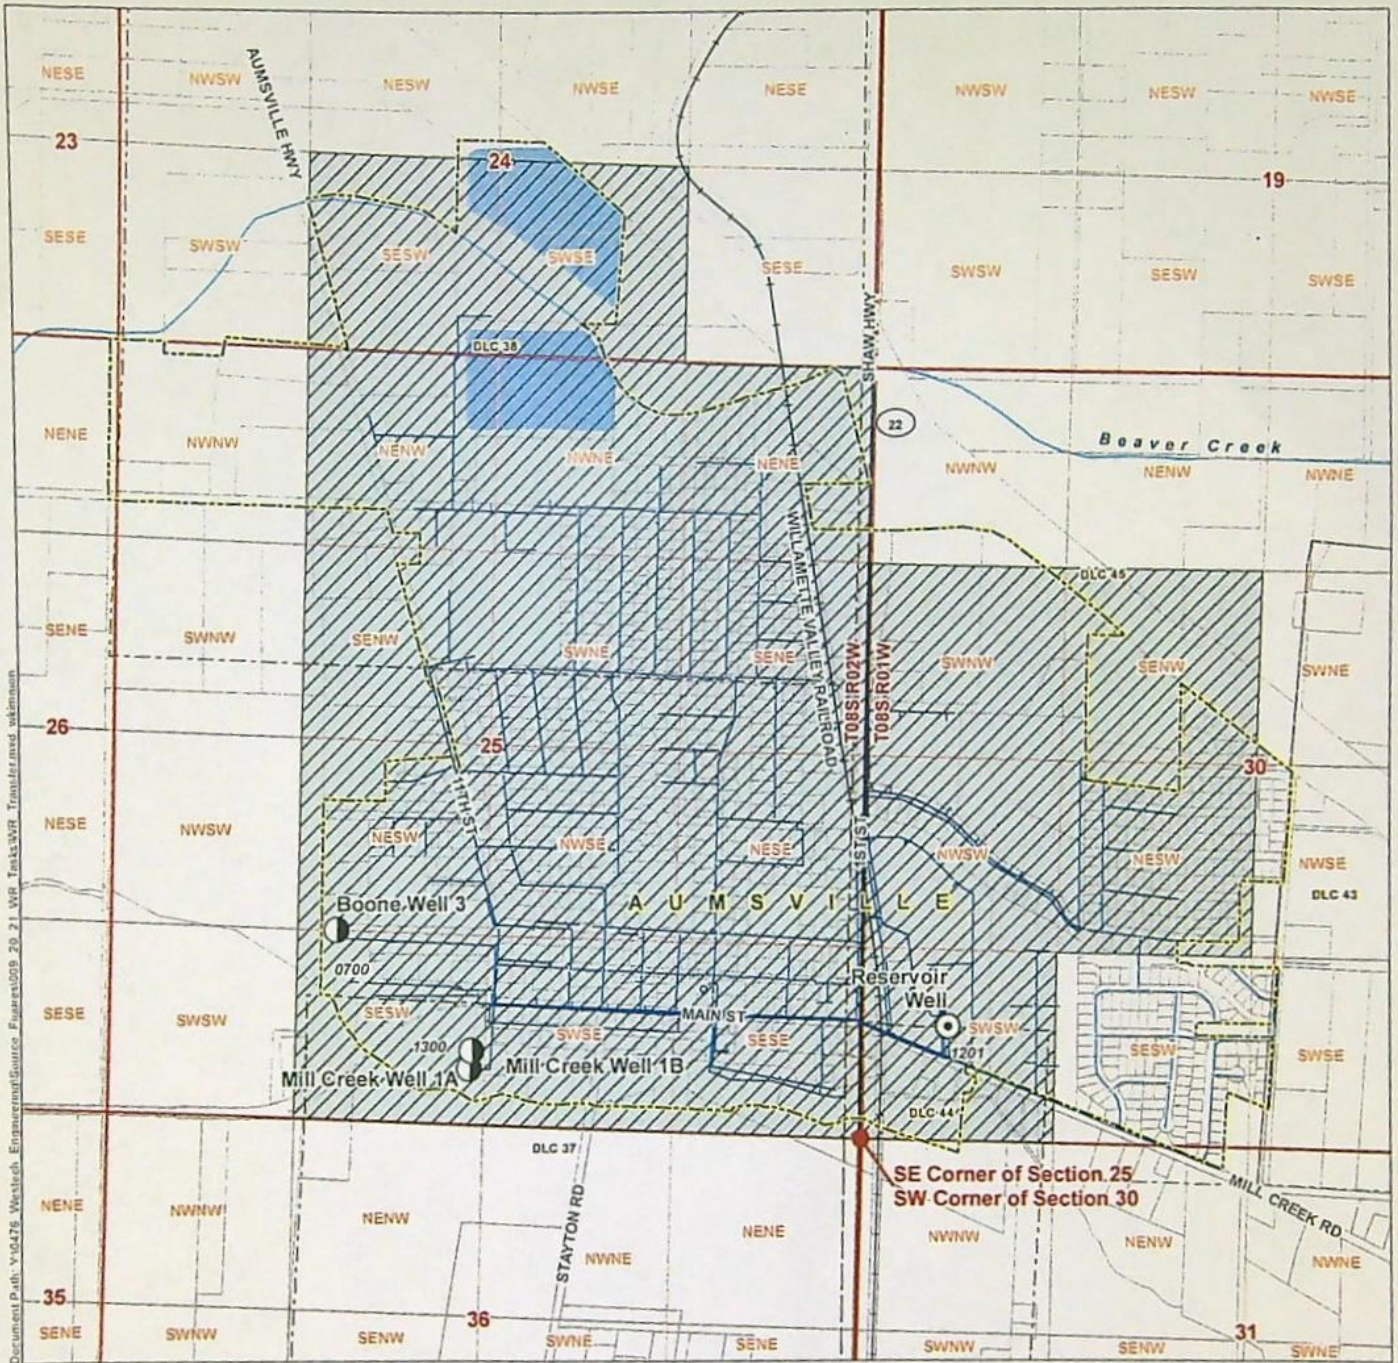 NESE
NWSW
AUMSVILLE HWY
NESW
NWSE
NESE
NWSW
NESW
NWSE
23
24
19
SESE
SWSW
SESW
SWSE
SESE
SWSW
SESW
SWSE
DLC 38
SHAW HWY
22
Beaver Creek
NENE
NWNW
NENW
NWNE
NENE
NWNW
NENW
NWNE
WILLAMETTE VALLEY RAILROAD
DLC 45
SENE
SWNW
SENW
SWNE
SENE
SWNW
SENW
SWNE
T08S R02W
T08S R01W
26
25
30
11TH ST
1ST ST
NESE
NWSW
NESW
NWSE
NESE
NWSW
NESW
NWSE
DLC 43
AUMSVILLE
Boone Well 3
0700
Reservoir
Well
SESE
SWSW
SESW
MAIN ST
SWSE
SESE
SWSW
1201
SESW
SWSE
1300
Mill Creek Well 1A
Mill Creek Well 1B
DLC 44
DLC 37
SE Corner of Section 25
SW Corner of Section 30
MILL CREEK RD
NENE
NWNW
NENW
STAYTON RD
NWNE
NENE
NWNW
NENW
NWNE
35
36
31
SENE
SWNW
SENW
SWNE
SENE
SWNW
SENW
SWNE